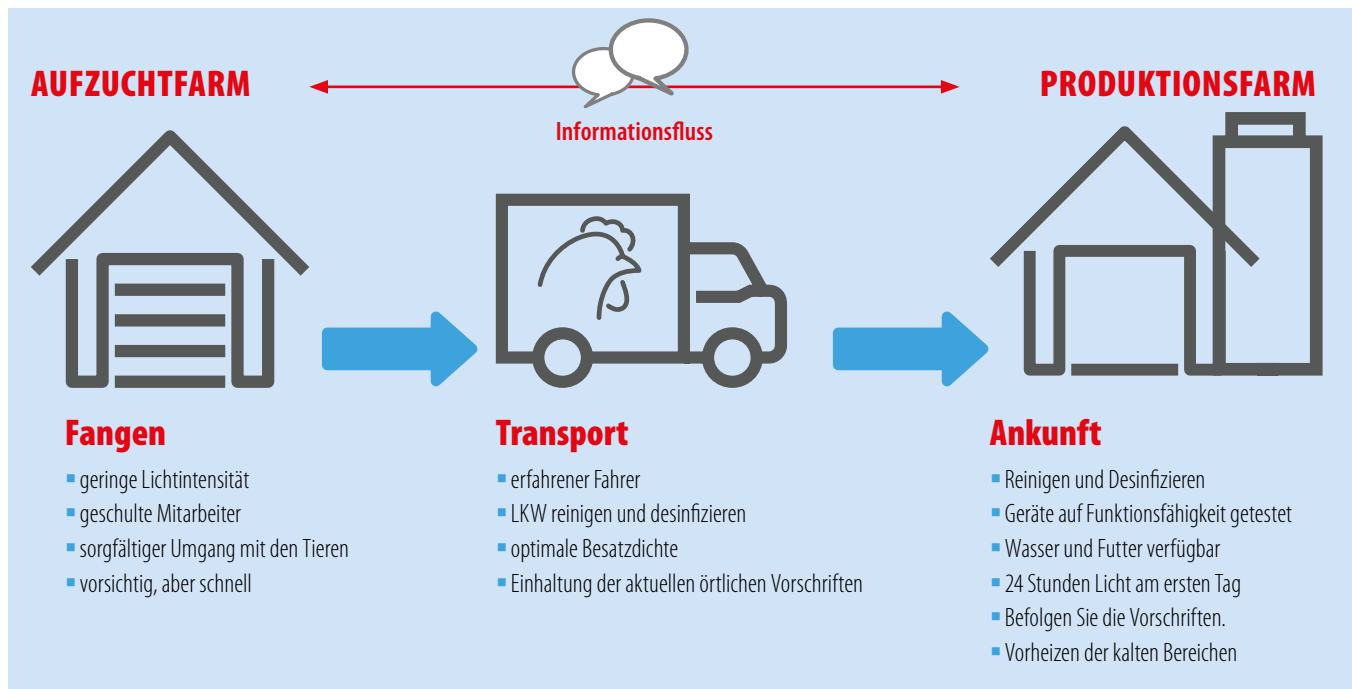 AUFZUCHTFARM
Informationsfluss
PRODUKTIONSFARM
Fangen
geringe Lichtintensität
geschulte Mitarbeiter
sorgfältiger Umgang mit den Tieren
vorsichtig, aber schnell
Transport
erfahrener Fahrer
LKW reinigen und desinfizieren
optimale Besatzdichte
Einhaltung der aktuellen örtlichen Vorschriften
Ankunft
Reinigen und Desinfizieren
Geräte auf Funktionsfähigkeit getestet
Wasser und Futter verfügbar
24 Stunden Licht am ersten Tag
Befolgen Sie die Vorschriften.
Vorheizen der kalten Bereichen